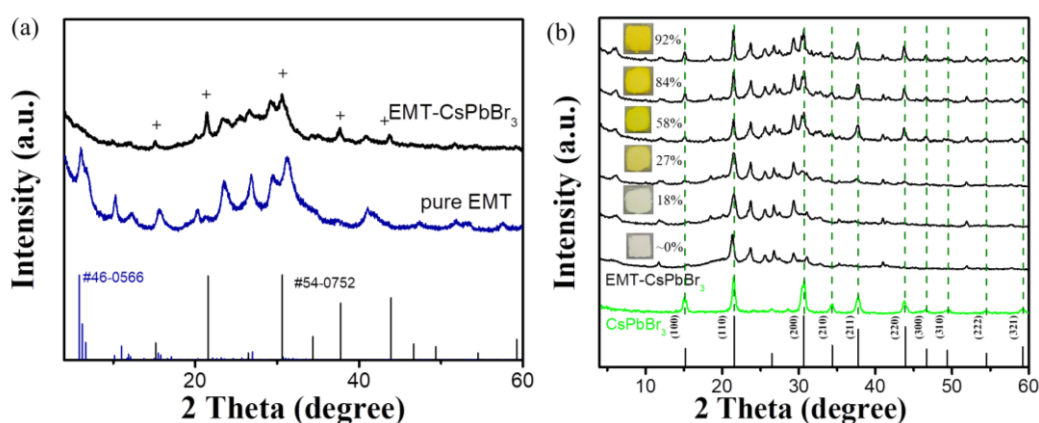 (a)
Intensity (a.u.)
EMT-CsPbBr₃
pure EMT
#46-0566
#54-0752
20
40
60
2 Theta (degree)
(b)
Intensity (a.u.)
92%
84%
58%
27%
18%
~0%
EMT-CsPbBr₃
CsPbBr₃
(100)
(110)
(200)
(210)
(211)
(220)
(300)
(310)
(222)
(321)
10
20
30
40
50
60
2 Theta (degree)